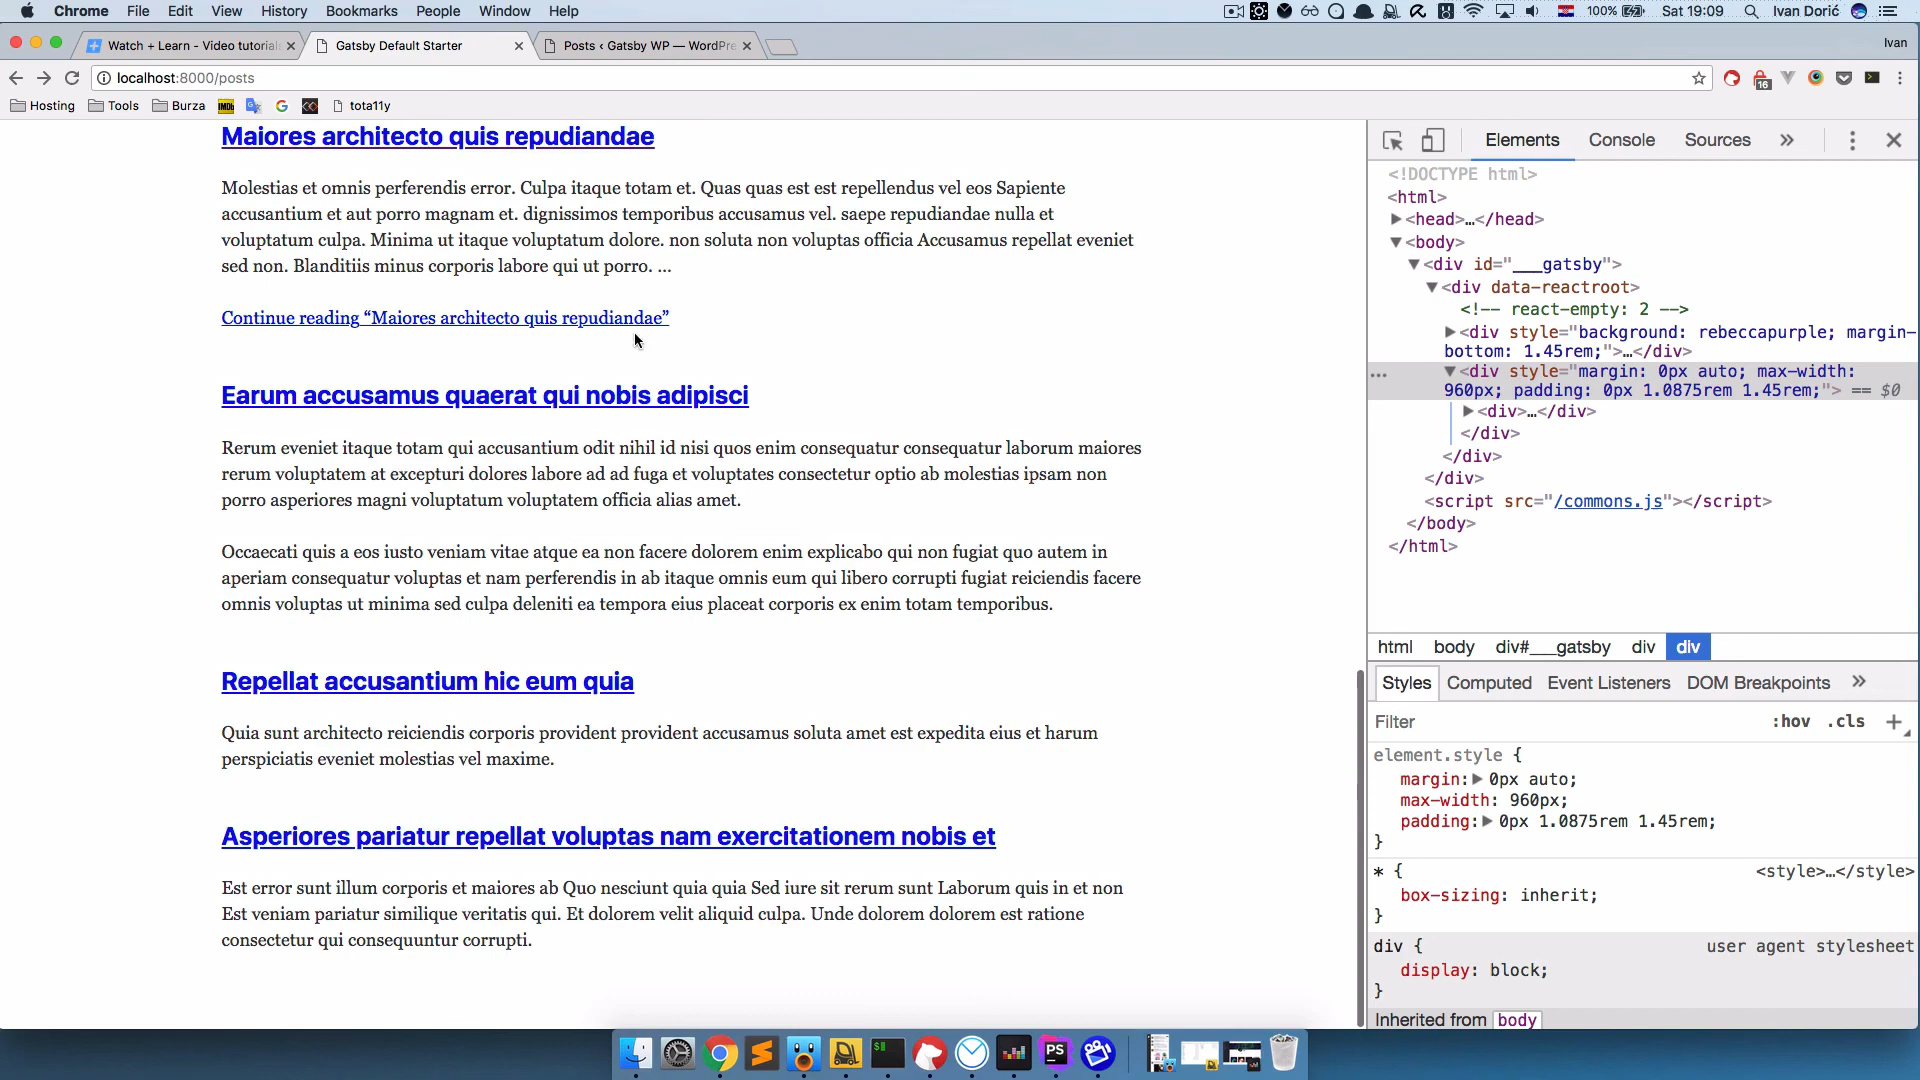 Chrome File Edit View History Bookmarks People Window Help 100% Sat 19:09 Ivan Dorić
Watch + Learn - Video tutorial Gatsby Default Starter Posts ‹ Gatsby WP — WordPre Ivan
localhost:8000/posts 16
Hosting Tools Burza IMDb tota11y
Maiores architecto quis repudiandae
Molestias et omnis perferendis error. Culpa itaque totam et. Quas quas est est repellendus vel eos Sapiente
accusantium et aut porro magnam et. dignissimos temporibus accusamus vel. saepe repudiandae nulla et
voluptatum culpa. Minima ut itaque voluptatum dolore. non soluta non voluptas officia Accusamus repellat eveniet
sed non. Blanditiis minus corporis labore qui ut porro. ...
Continue reading “Maiores architecto quis repudiandae”
Earum accusamus quaerat qui nobis adipisci
Rerum eveniet itaque totam qui accusantium odit nihil id nisi quos enim consequatur consequatur laborum maiores
rerum voluptatem at excepturi dolores labore ad ad fuga et voluptates consectetur optio ab molestias ipsam non
porro asperiores magni voluptatum voluptatem officia alias amet.
Occaecati quis a eos iusto veniam vitae atque ea non facere dolorem enim explicabo qui non fugiat quo autem in
aperiam consequatur voluptas et nam perferendis in ab itaque omnis eum qui libero corrupti fugiat reiciendis facere
omnis voluptas ut minima sed culpa deleniti ea tempora eius placeat corporis ex enim totam temporibus.
Repellat accusantium hic eum quia
Quia sunt architecto reiciendis corporis provident provident accusamus soluta amet est expedita eius et harum
perspiciatis eveniet molestias vel maxime.
Asperiores pariatur repellat voluptas nam exercitationem nobis et
Est error sunt illum corporis et maiores ab Quo nesciunt quia quia Sed iure sit rerum sunt Laborum quis in et non
Est veniam pariatur similique veritatis qui. Et dolorem velit aliquid culpa. Unde dolorem dolorem est ratione
consectetur qui consequuntur corrupti.
Elements Console Sources »
<!DOCTYPE html>
<html>
▶<head>…</head>
▼<body>
▼<div id="___gatsby">
▼<div data-reactroot>
<!-- react-empty: 2 -->
▶<div style="background: rebeccapurple; margin-
bottom: 1.45rem;">…</div>
… ▼<div style="margin: 0px auto; max-width:
960px; padding: 0px 1.0875rem 1.45rem;"> == $0
▶<div>…</div>
</div>
</div>
</div>
<script src="/commons.js"></script>
</body>
</html>
html body div#___gatsby div div
Styles Computed Event Listeners DOM Breakpoints »
Filter :hov .cls +
element.style {
margin:▶ 0px auto;
max-width: 960px;
padding:▶ 0px 1.0875rem 1.45rem;
}
* { <style>…</style>
box-sizing: inherit;
}
div { user agent stylesheet
display: block;
}
Inherited from body
PS